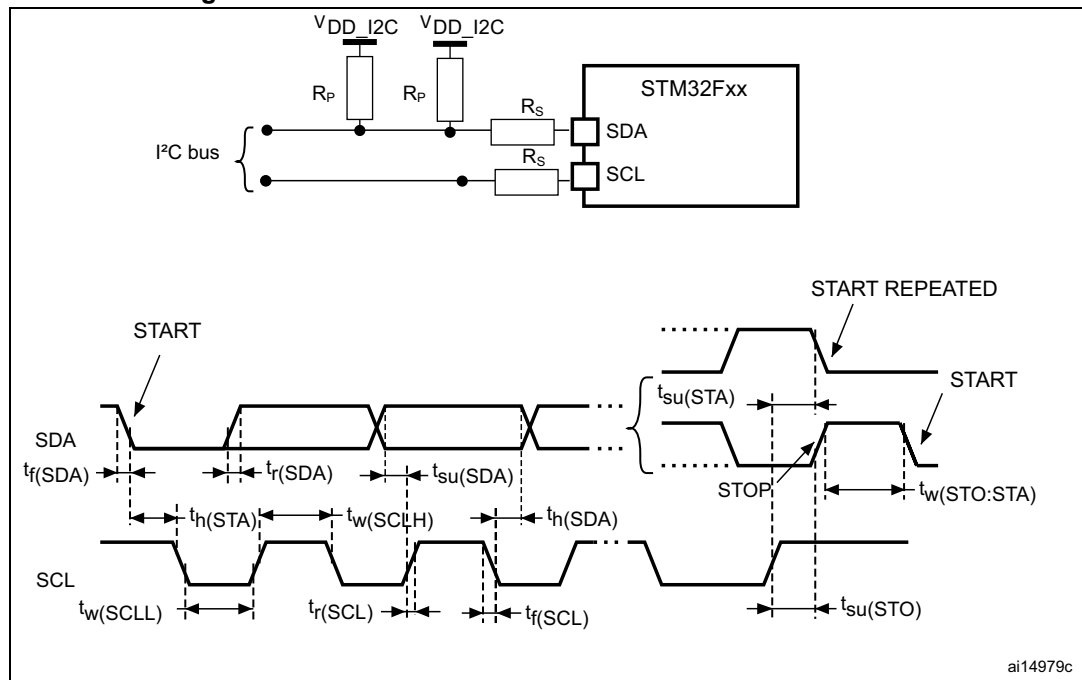 VDD_I2C VDD_I2C
RP RP
STM32Fxx
RS
SDA
I²C bus
RS
SCL
START REPEATED
START
START
tsu(STA)
SDA
tf(SDA) tr(SDA) tsu(SDA)
STOP
tw(STO:STA)
th(STA) tw(SCLH) th(SDA)
SCL
tw(SCLL) tr(SCL) tf(SCL) tsu(STO)
ai14979c